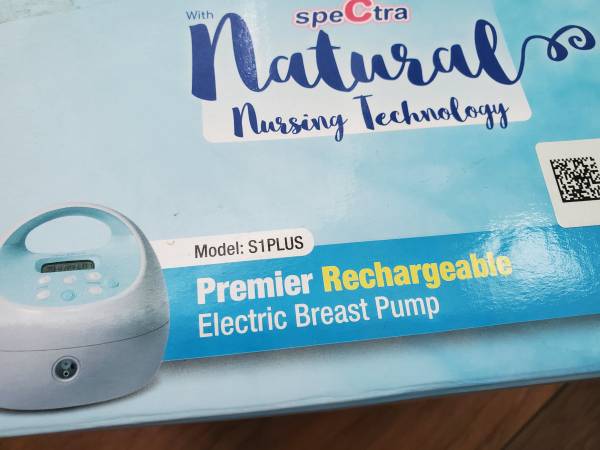 With
speCtra
Natural
Nursing Technology
Model: S1PLUS
Premier Rechargeable
Electric Breast Pump